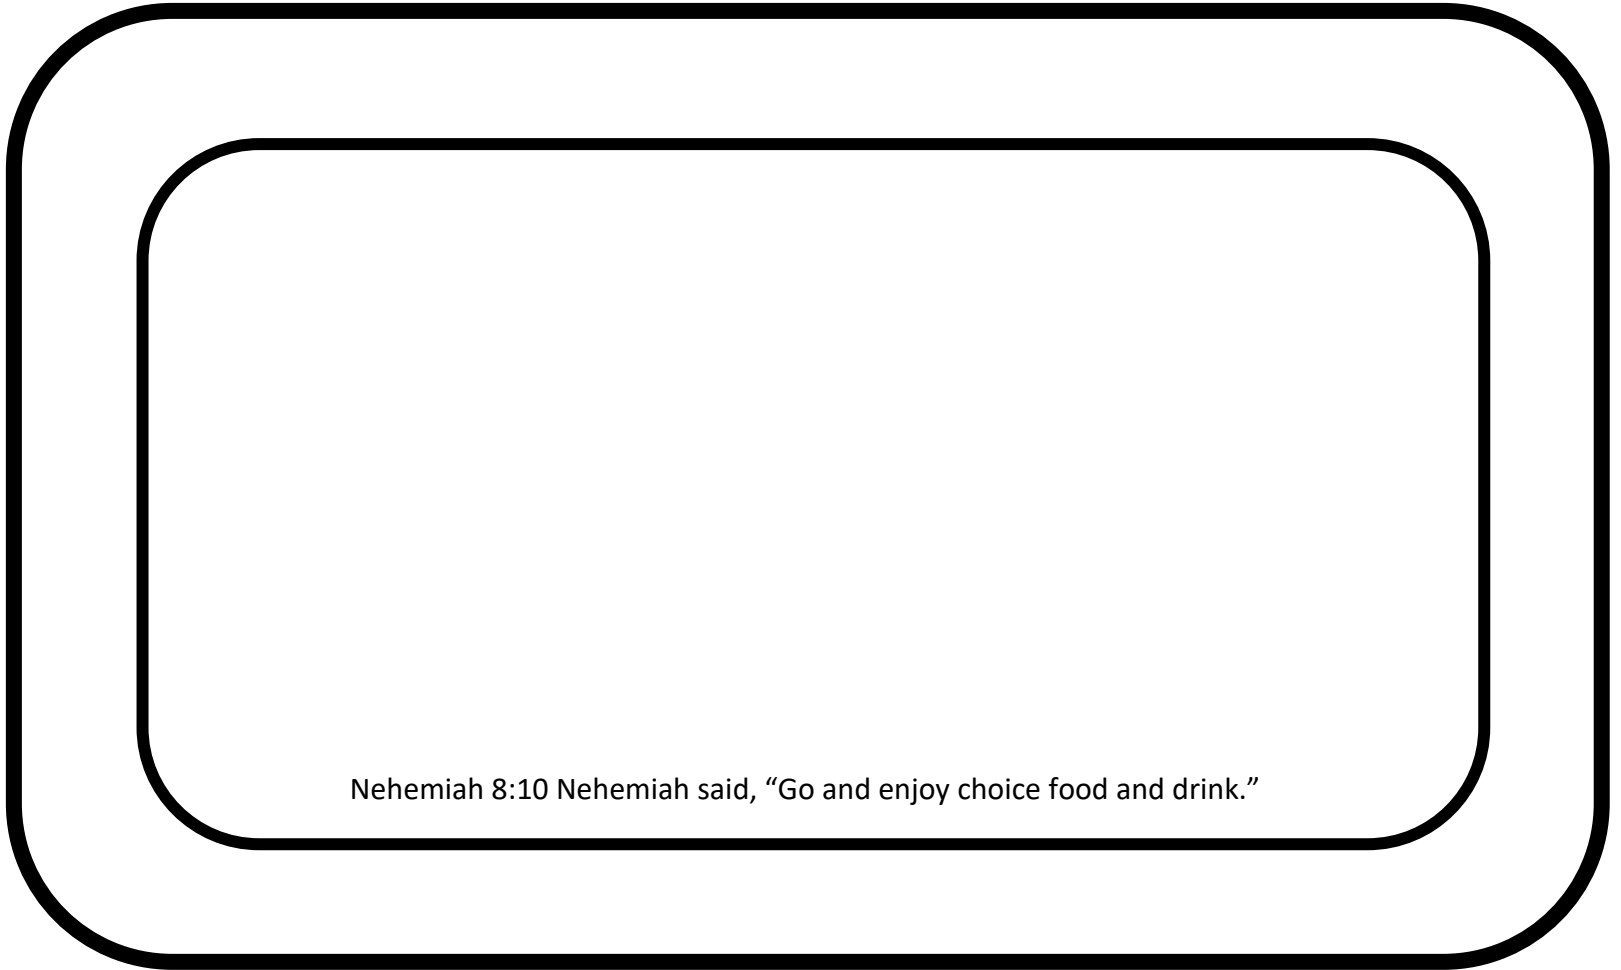 Nehemiah 8:10 Nehemiah said, “Go and enjoy choice food and drink.”